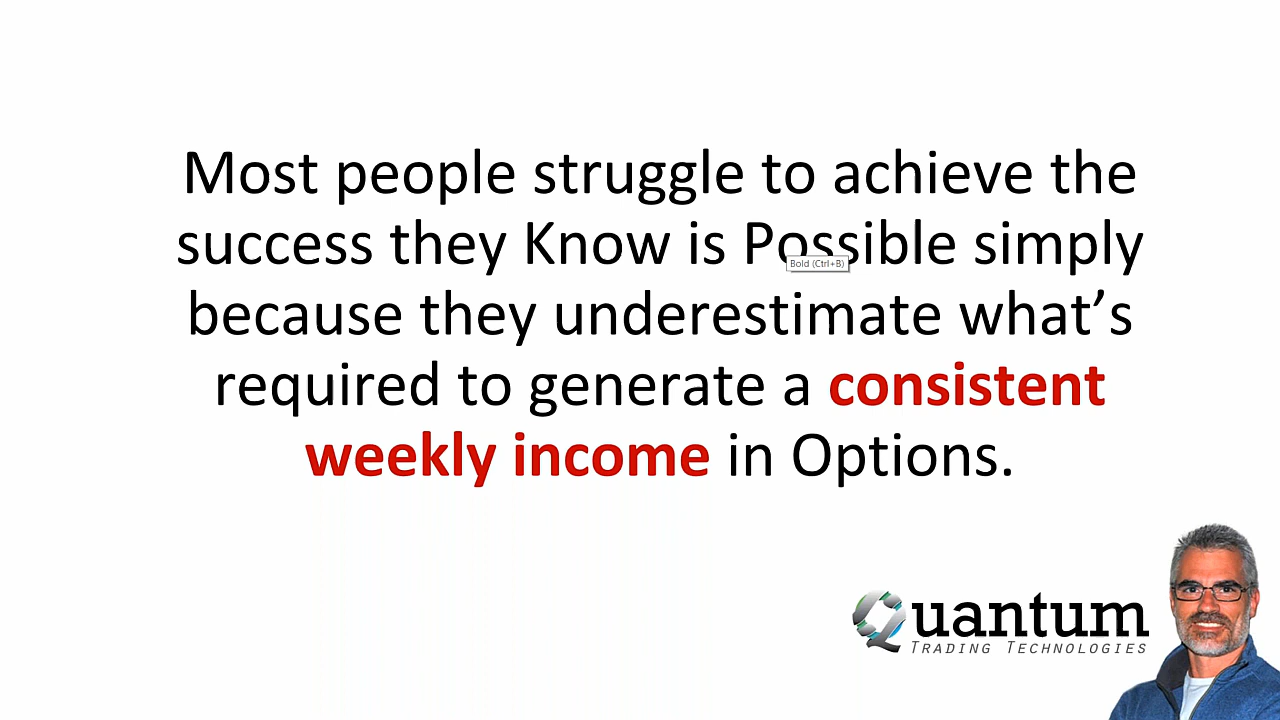 Most people struggle to achieve the
success they Know is Possible simply
Bold (Ctrl+B)
because they underestimate what's
required to generate a consistent
weekly income in Options.
Quantum
TRADING TECHNOLOGIES